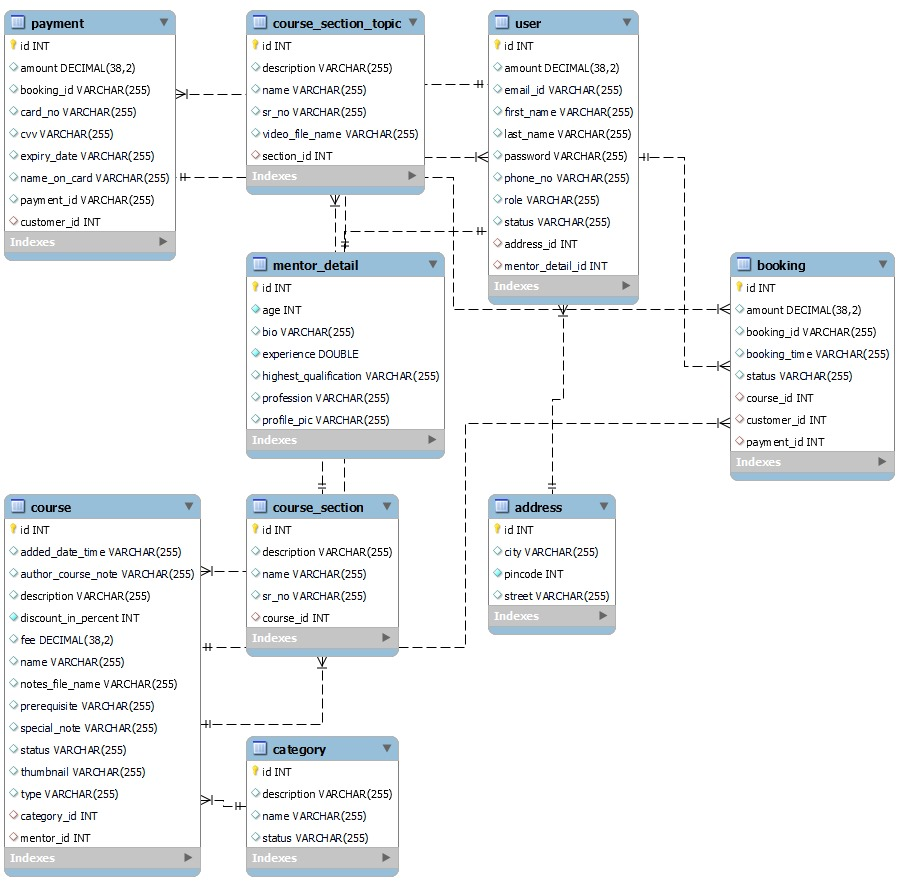 payment
id INT
amount DECIMAL(38,2)
booking_id VARCHAR(255)
card_no VARCHAR(255)
cvv VARCHAR(255)
expiry_date VARCHAR(255)
name_on_card VARCHAR(255)
payment_id VARCHAR(255)
customer_id INT
Indexes
course_section_topic
id INT
description VARCHAR(255)
name VARCHAR(255)
sr_no VARCHAR(255)
video_file_name VARCHAR(255)
section_id INT
Indexes
user
id INT
amount DECIMAL(38,2)
email_id VARCHAR(255)
first_name VARCHAR(255)
last_name VARCHAR(255)
password VARCHAR(255)
phone_no VARCHAR(255)
role VARCHAR(255)
status VARCHAR(255)
address_id INT
mentor_detail_id INT
Indexes
mentor_detail
id INT
age INT
bio VARCHAR(255)
experience DOUBLE
highest_qualification VARCHAR(255)
profession VARCHAR(255)
profile_pic VARCHAR(255)
Indexes
booking
id INT
amount DECIMAL(38,2)
booking_id VARCHAR(255)
booking_time VARCHAR(255)
status VARCHAR(255)
course_id INT
customer_id INT
payment_id INT
Indexes
course
id INT
added_date_time VARCHAR(255)
author_course_note VARCHAR(255)
description VARCHAR(255)
discount_in_percent INT
fee DECIMAL(38,2)
name VARCHAR(255)
notes_file_name VARCHAR(255)
prerequisite VARCHAR(255)
special_note VARCHAR(255)
status VARCHAR(255)
thumbnail VARCHAR(255)
type VARCHAR(255)
category_id INT
mentor_id INT
Indexes
course_section
id INT
description VARCHAR(255)
name VARCHAR(255)
sr_no VARCHAR(255)
course_id INT
Indexes
address
id INT
city VARCHAR(255)
pincode INT
street VARCHAR(255)
Indexes
category
id INT
description VARCHAR(255)
name VARCHAR(255)
status VARCHAR(255)
Indexes